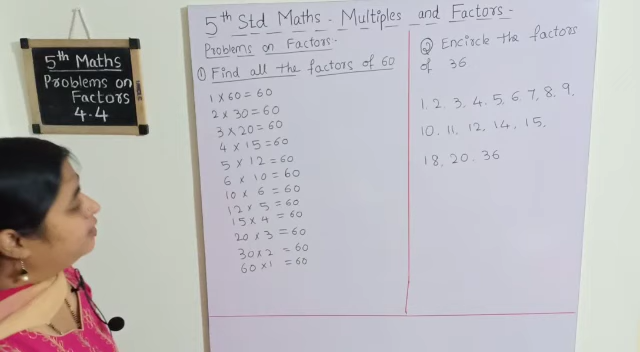 5th Maths
Problems on
Factors
4.4
5th Std Maths - Multiples and Factors -
Problems on Factors -
① Find all the factors of 60
1 x 60 = 60
2 x 30 = 60
3 x 20 = 60
4 x 15 = 60
5 x 12 = 60
6 x 10 = 60
10 x 6 = 60
12 x 5 = 60
15 x 4 = 60
20 x 3 = 60
30 x 2 = 60
60 x 1 = 60
② Encircle the factors
of 36
1. 2. 3. 4. 5. 6. 7. 8. 9.
10. 11. 12. 14. 15.
18. 20. 36